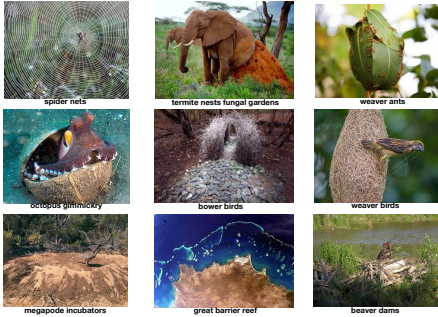 spider nets
termite nests fungal gardens
weaver ants
octopus gimmickry
bower birds
weaver birds
megapode incubators
great barrier reef
beaver dams